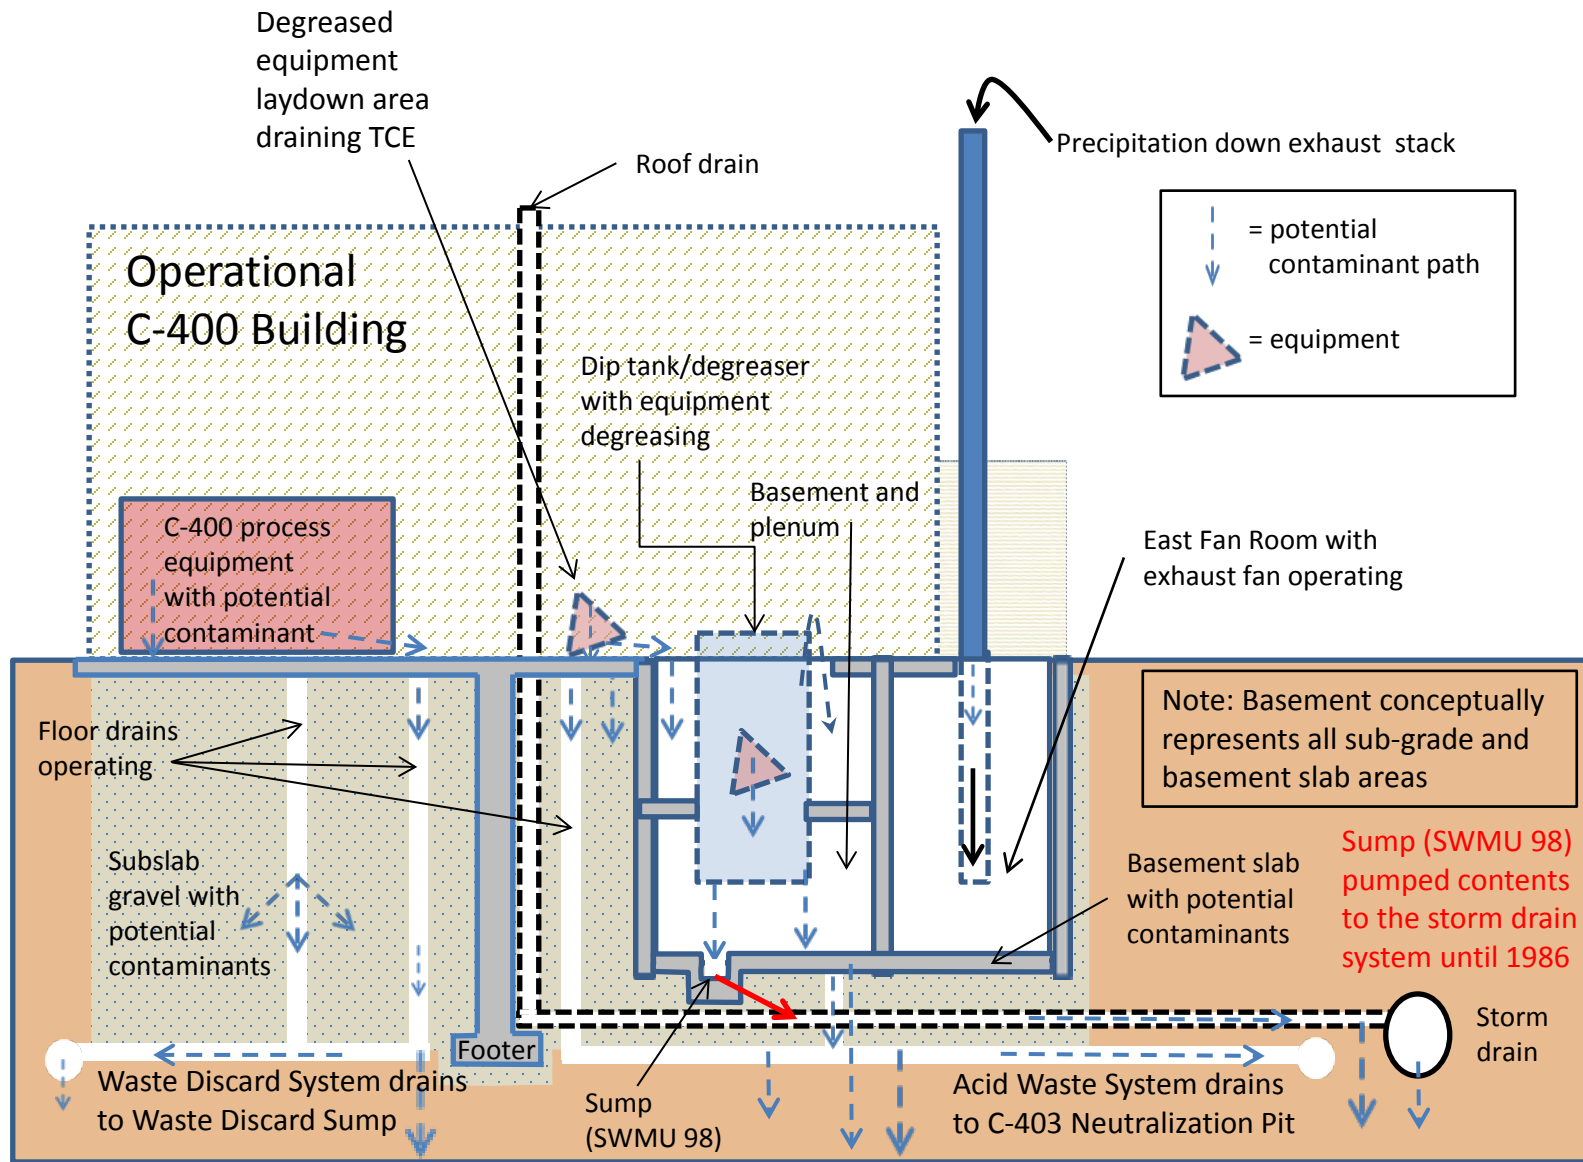 Degreased
equipment
laydown area
draining TCE
Roof drain
Precipitation down exhaust stack
= potential
contaminant path
= equipment
Operational
C-400 Building
Dip tank/degreaser
with equipment
degreasing
Basement and
plenum
C-400 process
equipment
with potential
contaminant
East Fan Room with
exhaust fan operating
Note: Basement conceptually
represents all sub-grade and
basement slab areas
Floor drains
operating
Subslab
gravel with
potential
contaminants
Basement slab
with potential
contaminants
Sump (SWMU 98)
pumped contents
to the storm drain
system until 1986
Footer
Storm
drain
Waste Discard System drains
to Waste Discard Sump
Sump
(SWMU 98)
Acid Waste System drains
to C-403 Neutralization Pit